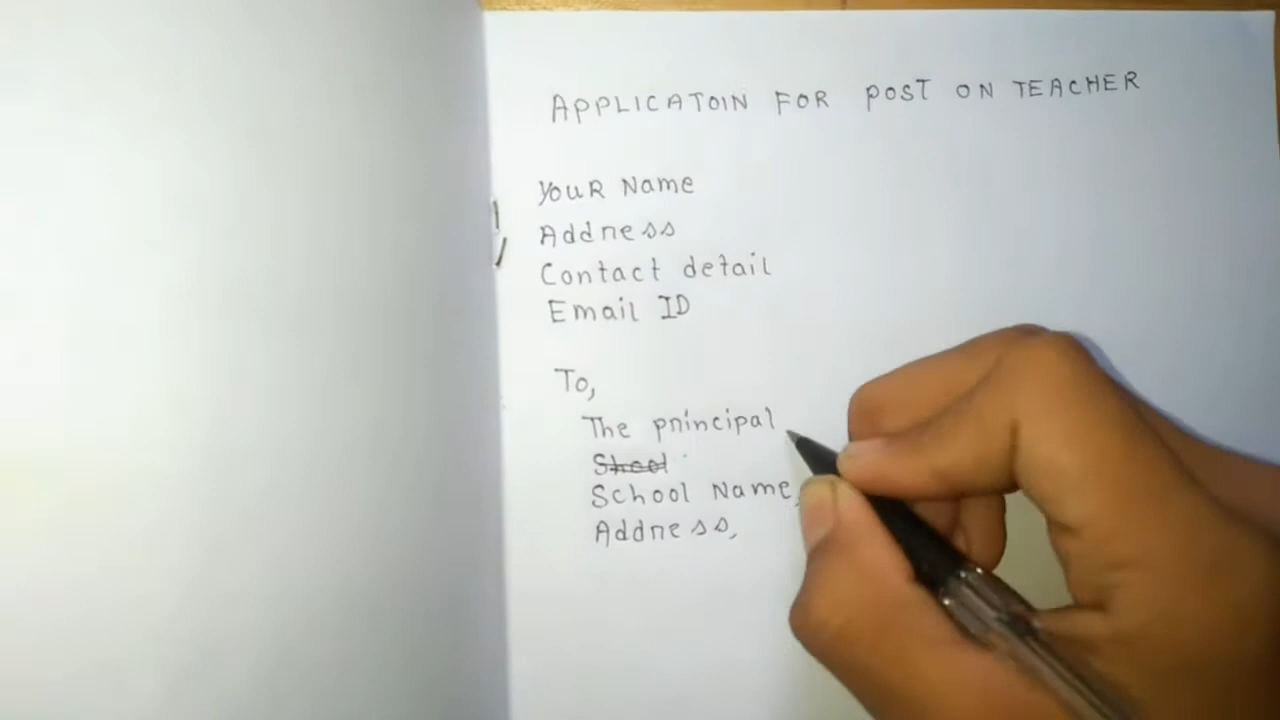 APPLICATOIN FOR POST ON TEACHER
YOUR Name
Address
Contact detail
Email ID
To,
The principal
Shool
School Name,
Address,